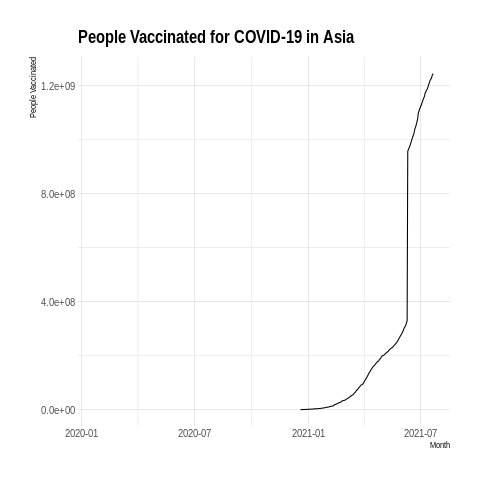 People Vaccinated for COVID-19 in Asia
People Vaccinated
1.2e+09
8.0e+08
4.0e+08
0.0e+00
2020-01 2020-07 2021-01 2021-07
Month